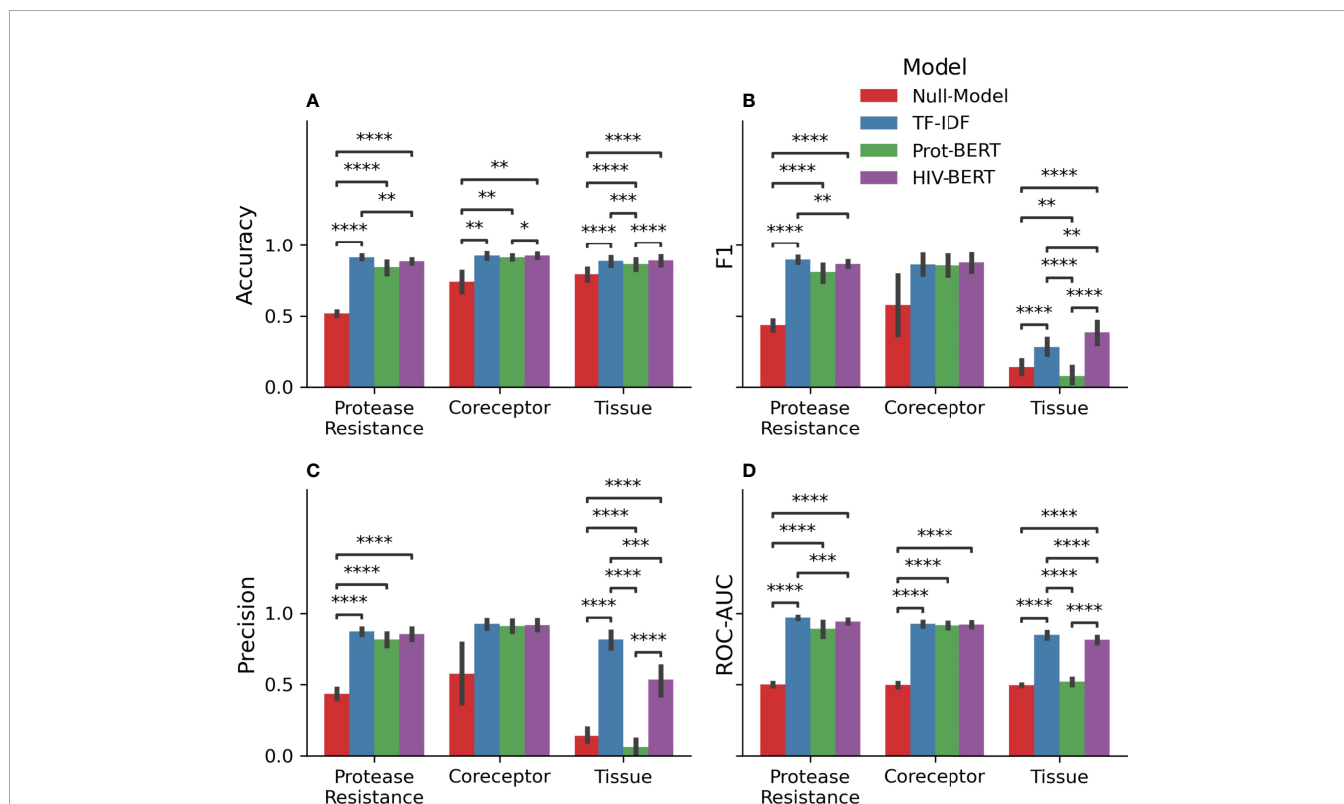 Model
Null-Model
TF-IDF
Prot-BERT
HIV-BERT
A
****
****
**
****
**
**
**
*
****
****
***
****
****
Accuracy
1.0
0.5
0.0
Protease
Resistance
Coreceptor
Tissue
B
****
****
**
****
****
**
**
****
****
****
F1
Protease
Resistance
Coreceptor
Tissue
C
****
****
****
****
****
***
****
****
****
Precision
1.0
0.5
0.0
Protease
Resistance
Coreceptor
Tissue
D
****
****
***
****
****
****
****
****
****
****
****
****
ROC-AUC
Protease
Resistance
Coreceptor
Tissue